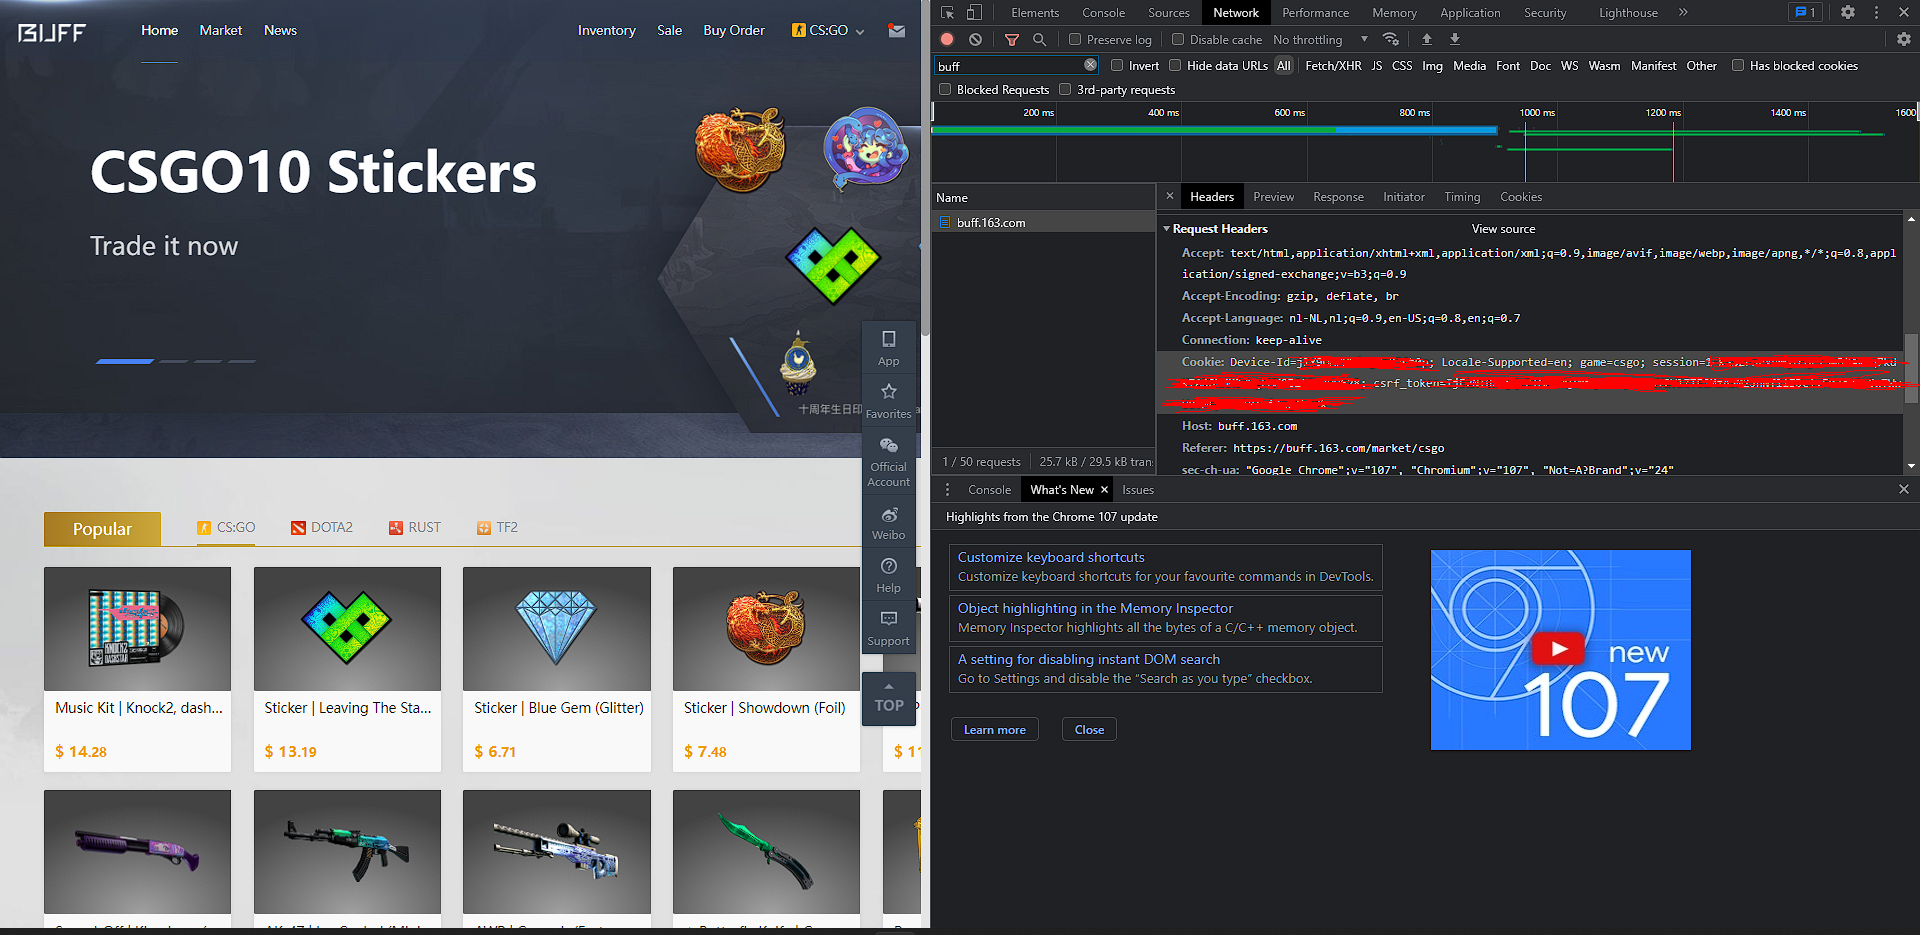 BUFF
Home Market News
Inventory Sale Buy Order CS:GO
CSGO10 Stickers
Trade it now
App
Favorites
Official
Account
Weibo
Help
Support
TOP
Popular CS:GO DOTA2 RUST TF2
Music Kit | Knock2, dash...
$ 14.28
Sticker | Leaving The Sta...
$ 13.19
Sticker | Blue Gem (Glitter)
$ 6.71
Sticker | Showdown (Foil)
$ 7.48
Elements Console Sources Network Performance Memory Application Security Lighthouse 1
Preserve log Disable cache No throttling
buff Invert Hide data URLs All Fetch/XHR JS CSS Img Media Font Doc WS Wasm Manifest Other Has blocked cookies
Blocked Requests 3rd-party requests
200 ms 400 ms 600 ms 800 ms 1000 ms 1200 ms 1400 ms 1600
Name
buff.163.com
1 / 50 requests 25.7 kB / 29.5 kB tran
Headers Preview Response Initiator Timing Cookies
Request Headers View source
Accept: text/html,application/xhtml+xml,application/xml;q=0.9,image/avif,image/webp,image/apng,*/*;q=0.8,appl
ication/signed-exchange;v=b3;q=0.9
Accept-Encoding: gzip, deflate, br
Accept-Language: nl-NL,nl;q=0.9,en-US;q=0.8,en;q=0.7
Connection: keep-alive
Cookie: Device-Id= Locale-Supported=en; game=csgo; session=
csrf_token=
Host: buff.163.com
Referer: https://buff.163.com/market/csgo
sec-ch-ua: "Google Chrome";v="107", "Chromium";v="107", "Not=A?Brand";v="24"
Console What's New Issues
Highlights from the Chrome 107 update
Customize keyboard shortcuts
Customize keyboard shortcuts for your favourite commands in DevTools.
Object highlighting in the Memory Inspector
Memory Inspector highlights all the bytes of a C/C++ memory object.
A setting for disabling instant DOM search
Go to Settings and disable the “Search as you type” checkbox.
Learn more Close
new
107